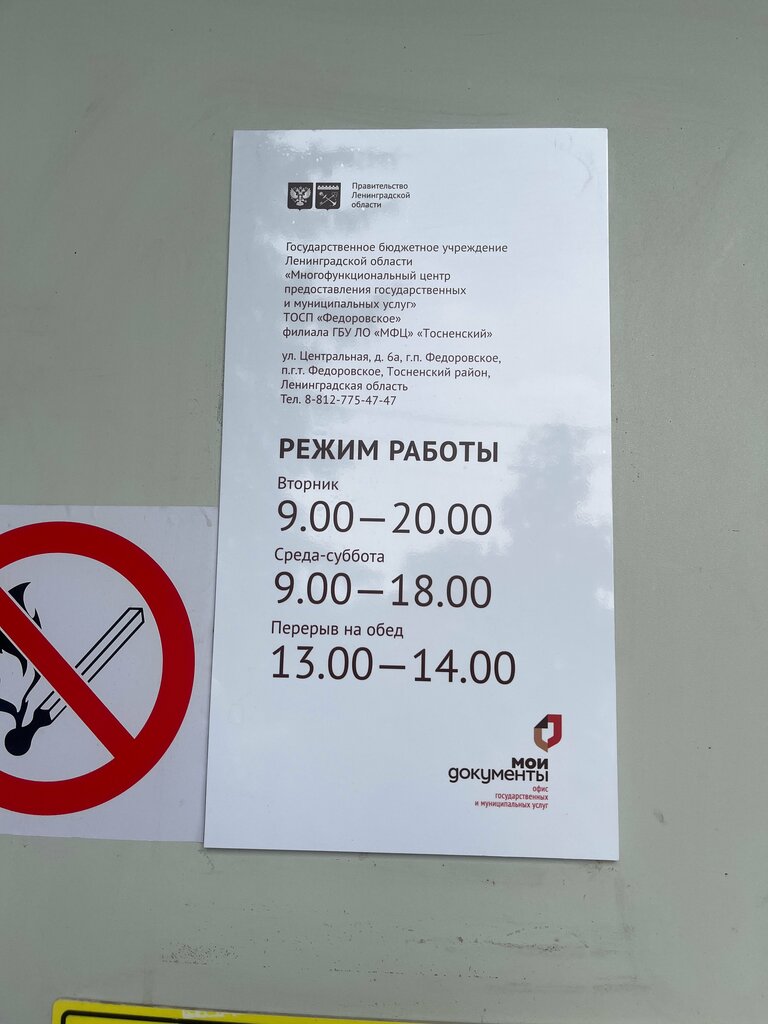 Правительство
Ленинградской
области
Государственное бюджетное учреждение
Ленинградской области
«Многофункциональный центр
предоставления государственных
и муниципальных услуг»
ТОСП «Федоровское»
филиала ГБУ ЛО «МФЦ» «Тосненский»
ул. Центральная, д. 6а, г.п. Федоровское,
п.г.т. Федоровское, Тосненский район,
Ленинградская область
Тел. 8-812-775-47-47
РЕЖИМ РАБОТЫ
Вторник
9.00—20.00
Среда-суббота
9.00—18.00
Перерыв на обед
13.00—14.00
мои
документы
офис
государственных
и муниципальных услуг